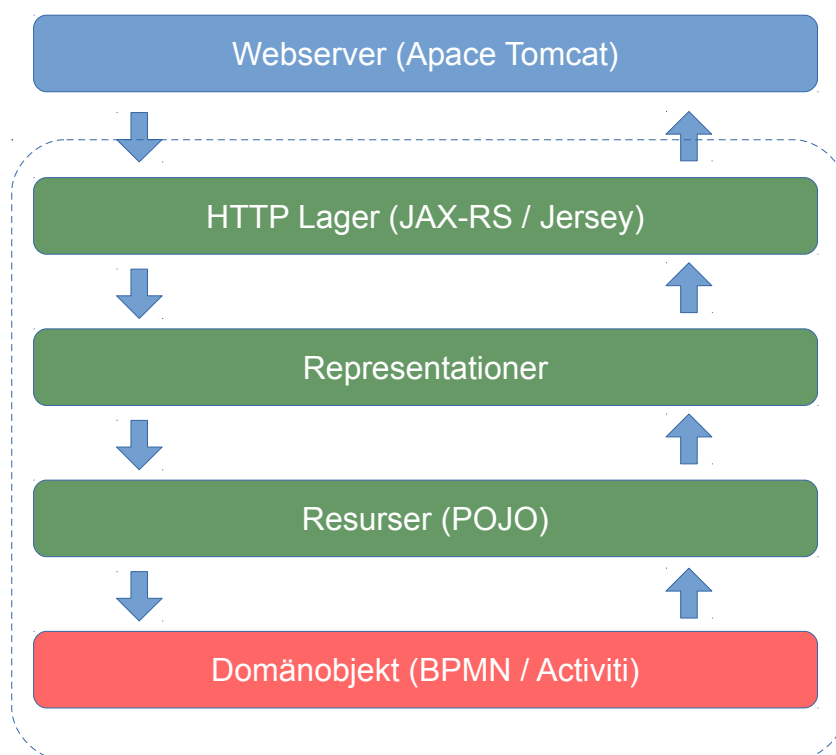 Webserver (Apace Tomcat)
HTTP Lager (JAX-RS / Jersey)
Representationer
Resurser (POJO)
Domänobjekt (BPMN / Activiti)